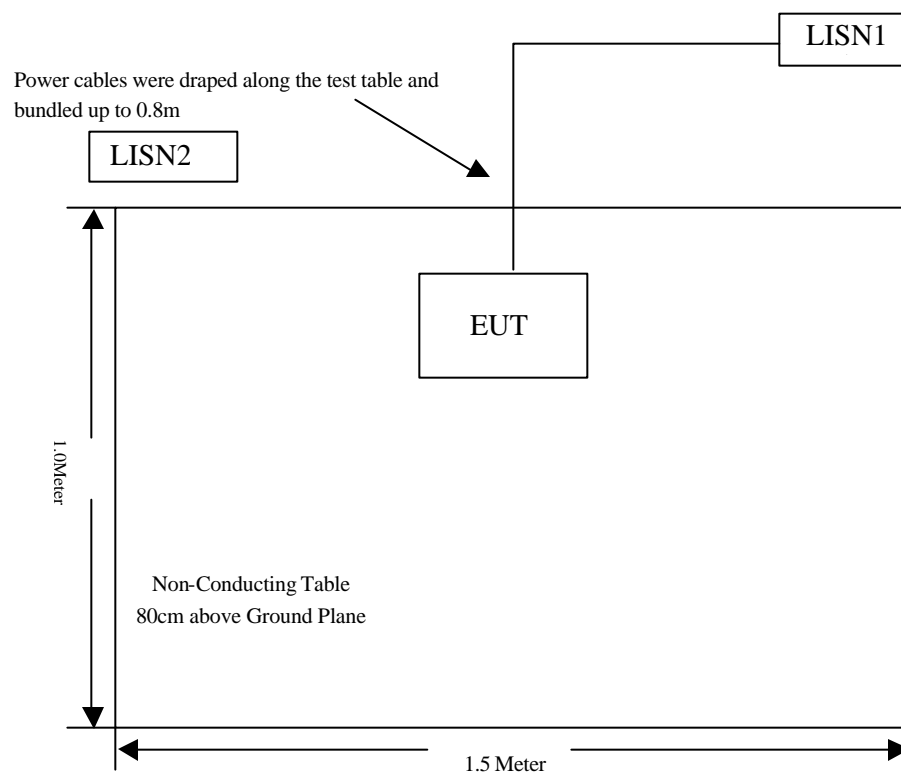 LISN1
Power cables were draped along the test table and
bundled up to 0.8m
LISN2
EUT
1.0Meter
Non-Conducting Table
80cm above Ground Plane
1.5 Meter